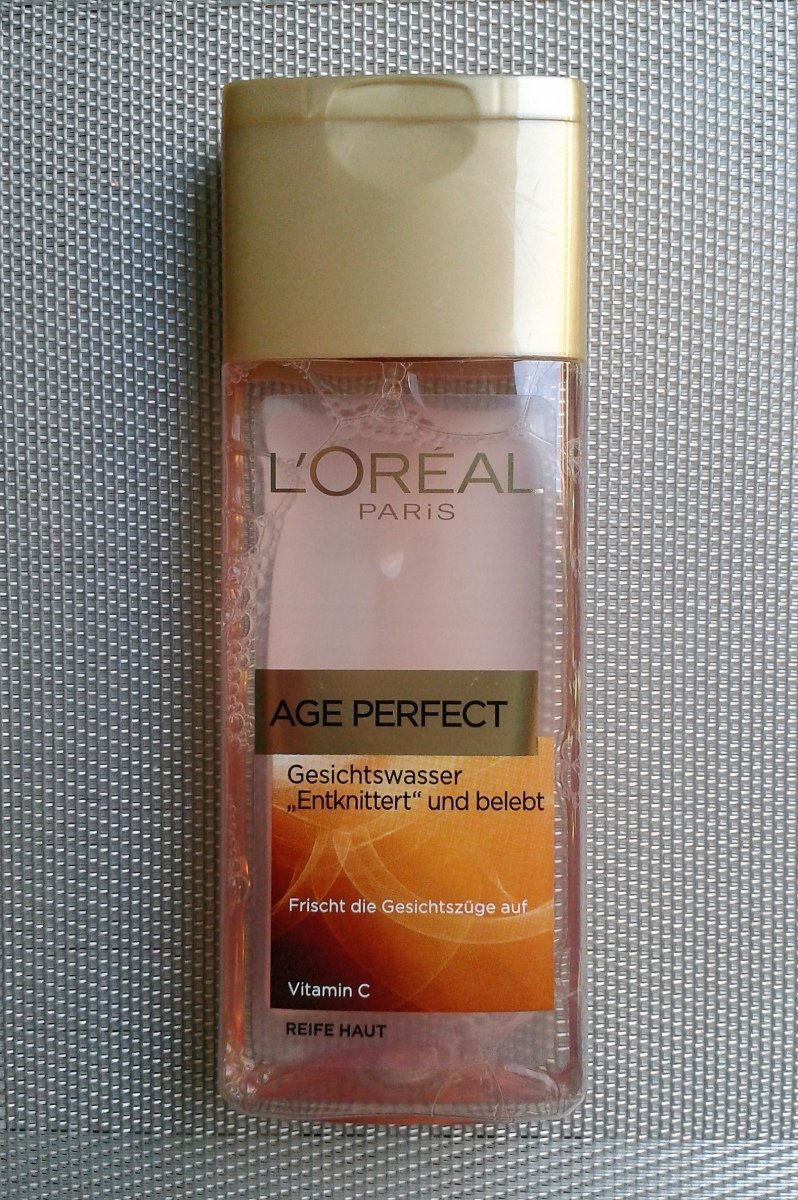 L'ORÉAL
PARiS
AGE PERFECT
Gesichtswasser
„Entknittert“ und belebt
Frischt die Gesichtszüge auf
Vitamin C
REIFE HAUT